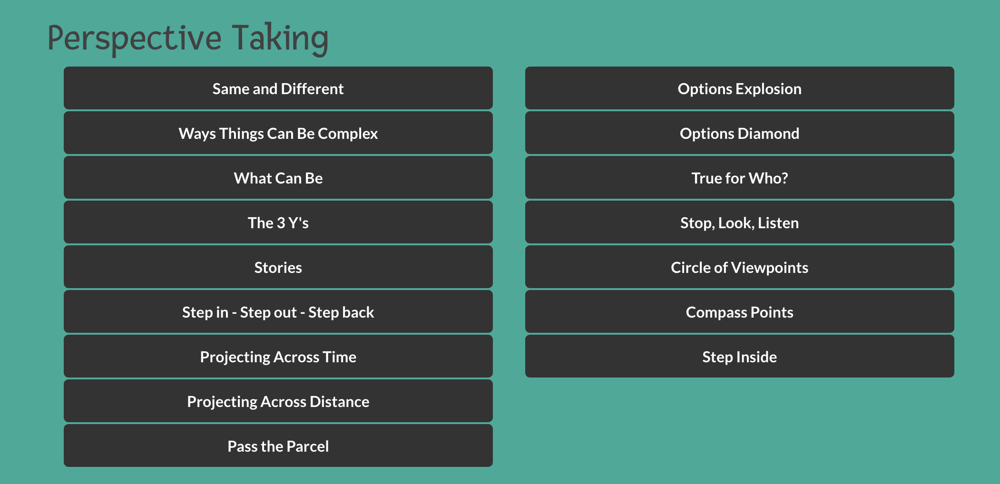 Perspective Taking
Same and Different
Ways Things Can Be Complex
What Can Be
The 3 Y's
Stories
Step in - Step out - Step back
Projecting Across Time
Projecting Across Distance
Pass the Parcel
Options Explosion
Options Diamond
True for Who?
Stop, Look, Listen
Circle of Viewpoints
Compass Points
Step Inside